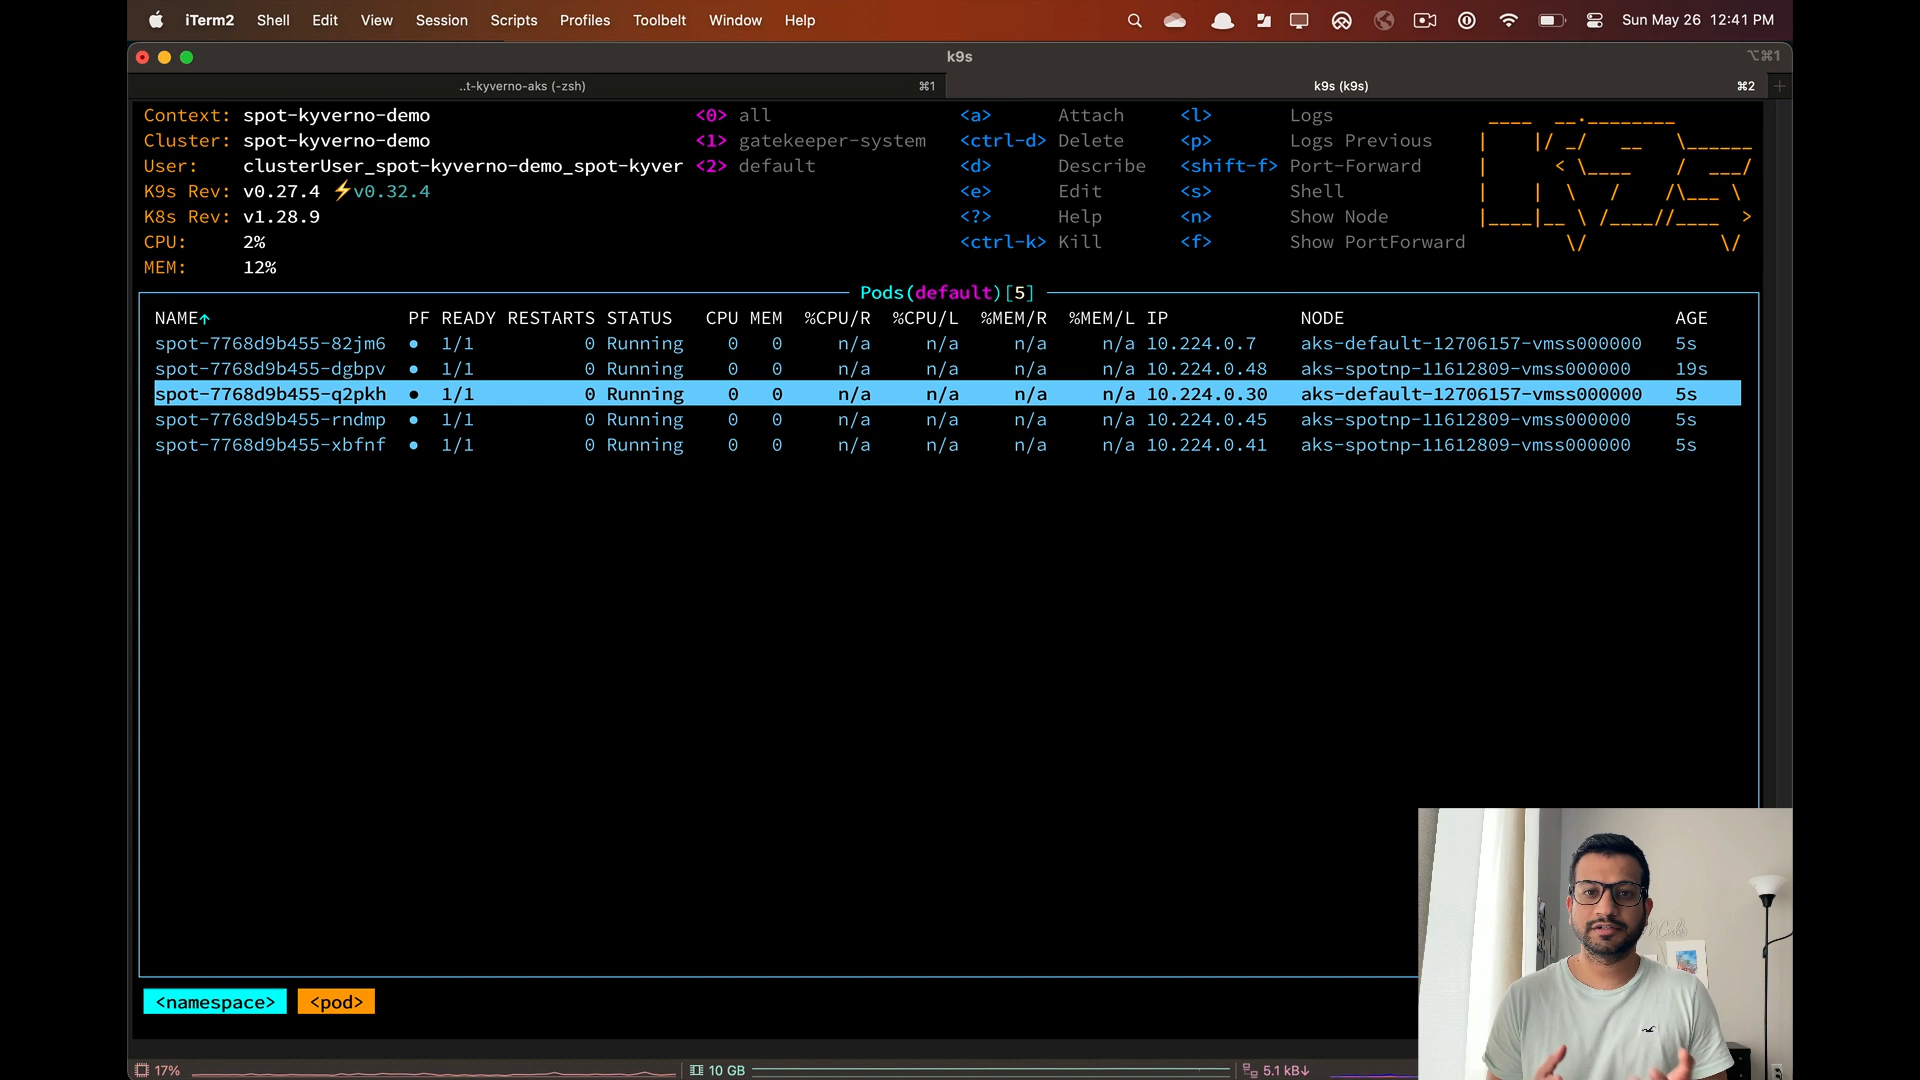 iTerm2 Shell Edit View Session Scripts Profiles Toolbelt Window Help Sun May 26 12:41 PM
k9s ⌥⌘1
..t-kyverno-aks (-zsh) ⌘1 k9s (k9s) ⌘2
Context: spot-kyverno-demo <0> all <a> Attach <l> Logs
Cluster: spot-kyverno-demo <1> gatekeeper-system <ctrl-d> Delete <p> Logs Previous
User: clusterUser_spot-kyverno-demo_spot-kyver <2> default <d> Describe <shift-f> Port-Forward
K9s Rev: v0.27.4 ⚡v0.32.4 <e> Edit <s> Shell
K8s Rev: v1.28.9 <?> Help <n> Show Node
CPU: 2% <ctrl-k> Kill <f> Show PortForward
MEM: 12%
Pods(default)[5]
NAME↑ PF READY RESTARTS STATUS CPU MEM %CPU/R %CPU/L %MEM/R %MEM/L IP NODE AGE
spot-7768d9b455-82jm6 ● 1/1 0 Running 0 0 n/a n/a n/a n/a 10.224.0.7 aks-default-12706157-vmss000000 5s
spot-7768d9b455-dgbpv ● 1/1 0 Running 0 0 n/a n/a n/a n/a 10.224.0.48 aks-spotnp-11612809-vmss000000 19s
spot-7768d9b455-q2pkh ● 1/1 0 Running 0 0 n/a n/a n/a n/a 10.224.0.30 aks-default-12706157-vmss000000 5s
spot-7768d9b455-rndmp ● 1/1 0 Running 0 0 n/a n/a n/a n/a 10.224.0.45 aks-spotnp-11612809-vmss000000 5s
spot-7768d9b455-xbfnf ● 1/1 0 Running 0 0 n/a n/a n/a n/a 10.224.0.41 aks-spotnp-11612809-vmss000000 5s
<namespace> <pod>
17% 10 GB 5.1 kB↓